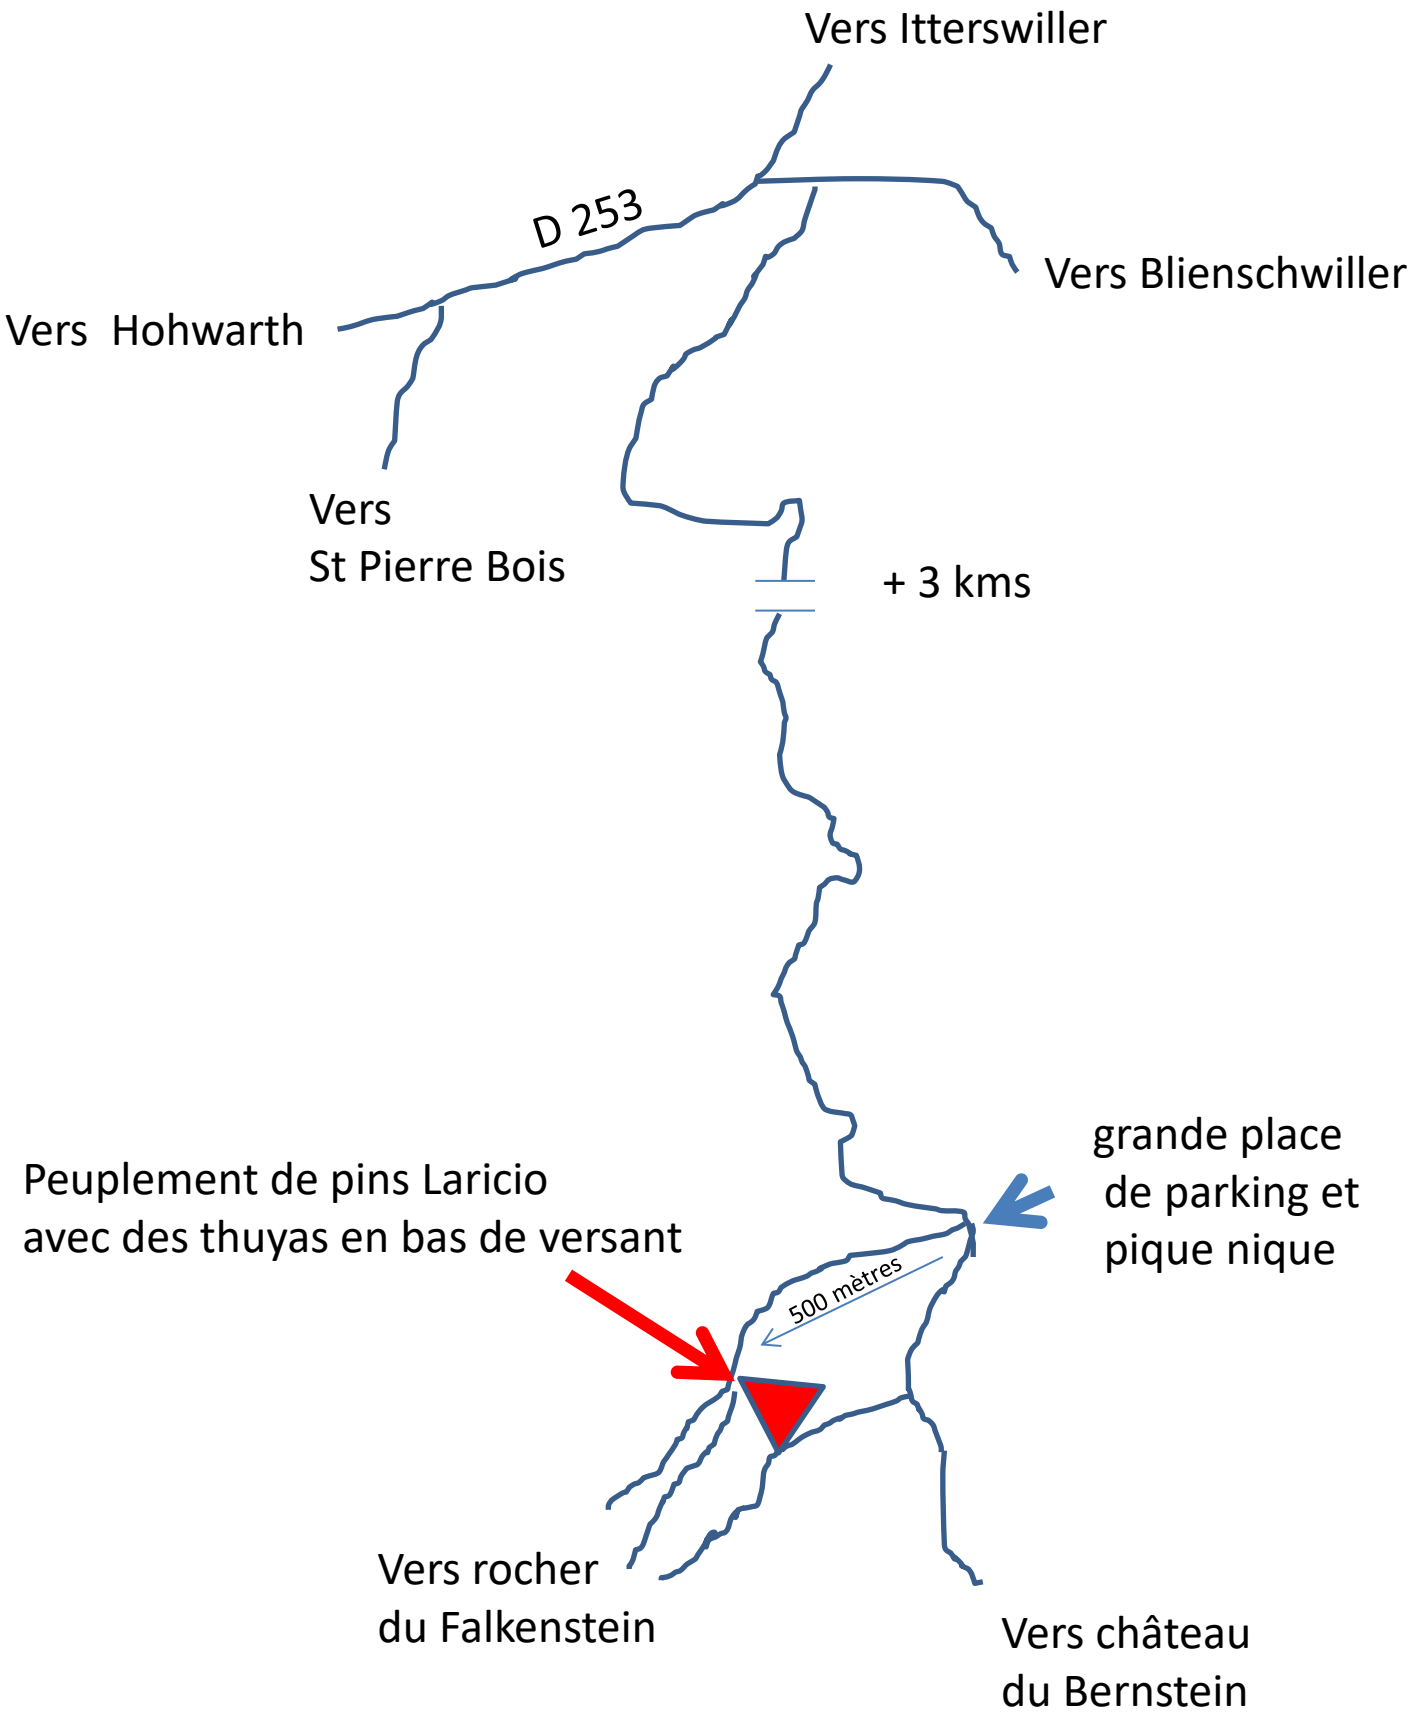 Vers Itterswiller
D 253
Vers Blienschwiller
Vers  Hohwarth
Vers
St Pierre Bois
+ 3 kms
grande place
de parking et
pique nique
Peuplement de pins Laricio
avec des thuyas en bas de versant
500 mètres
Vers rocher
du Falkenstein
Vers château
du Bernstein